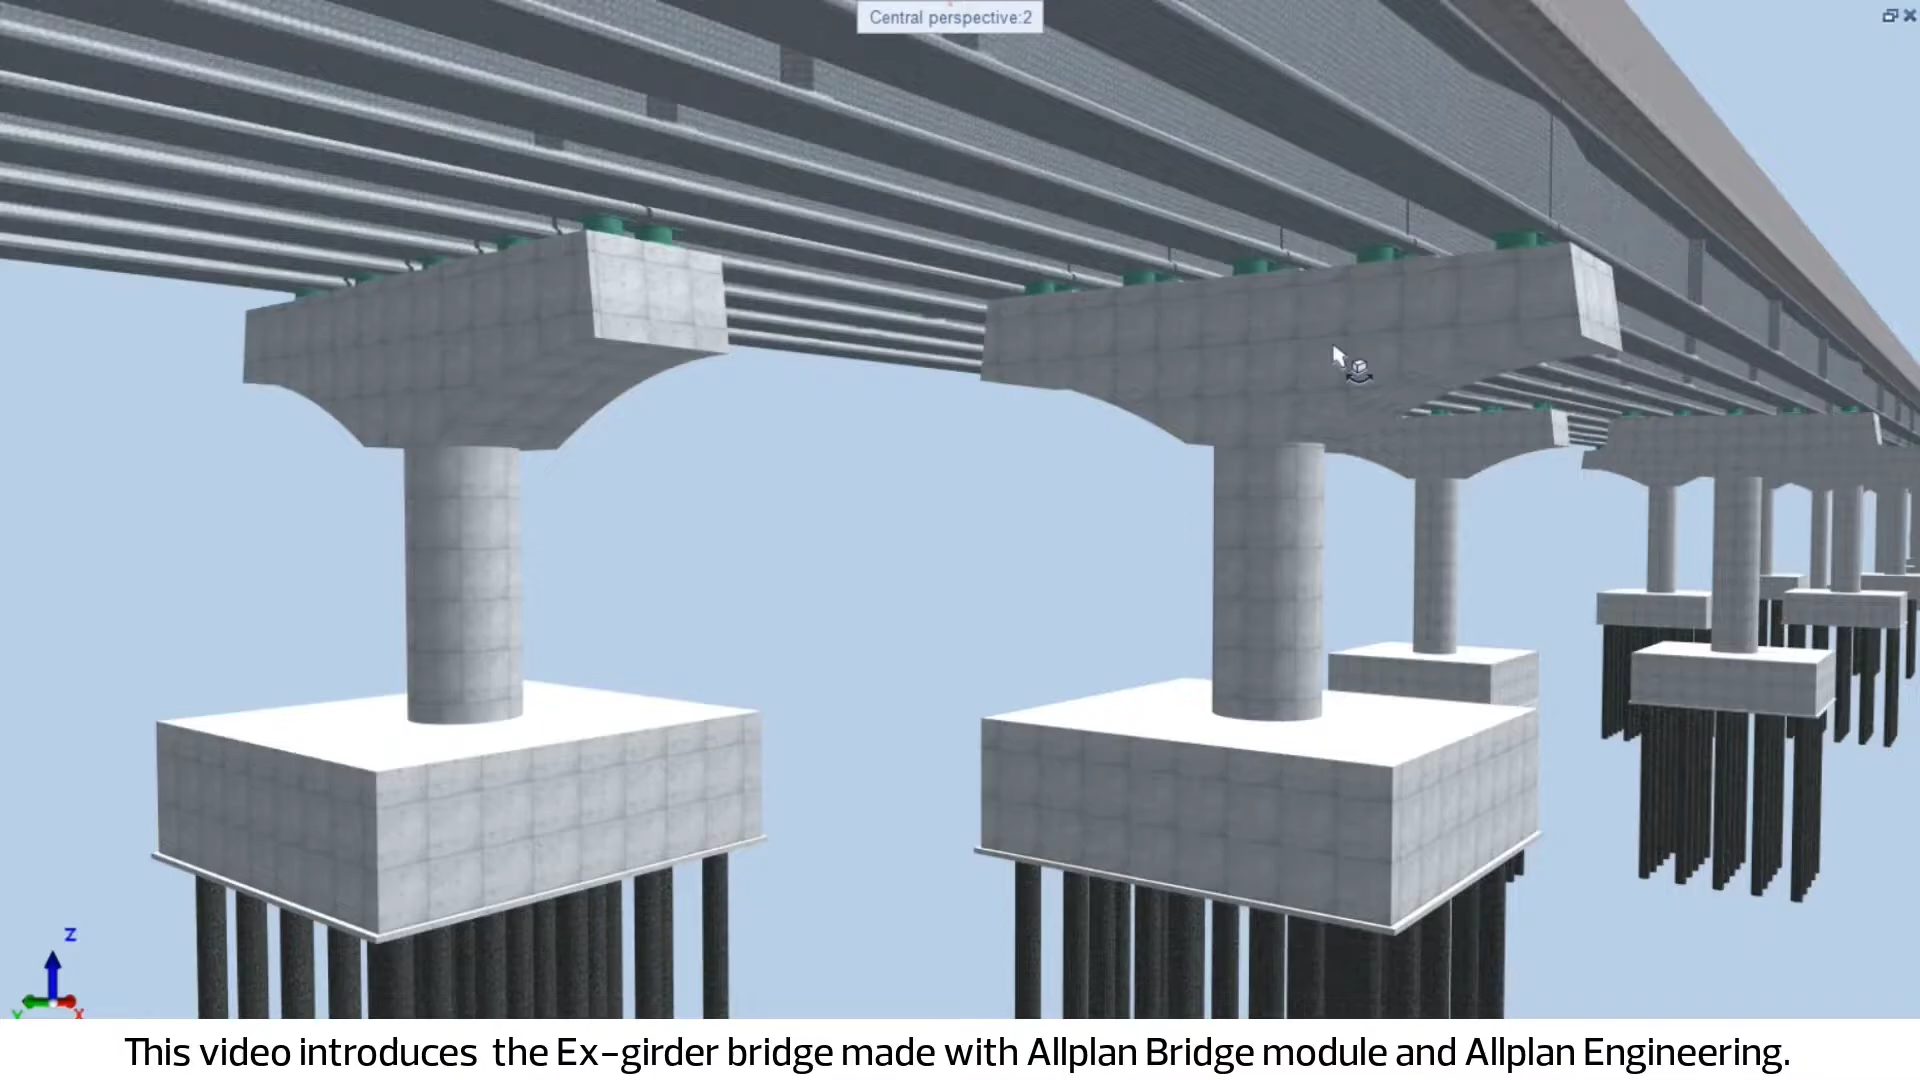 Central perspective:2
Z
Y
X
This video introduces the Ex-girder bridge made with Allplan Bridge module and Allplan Engineering.